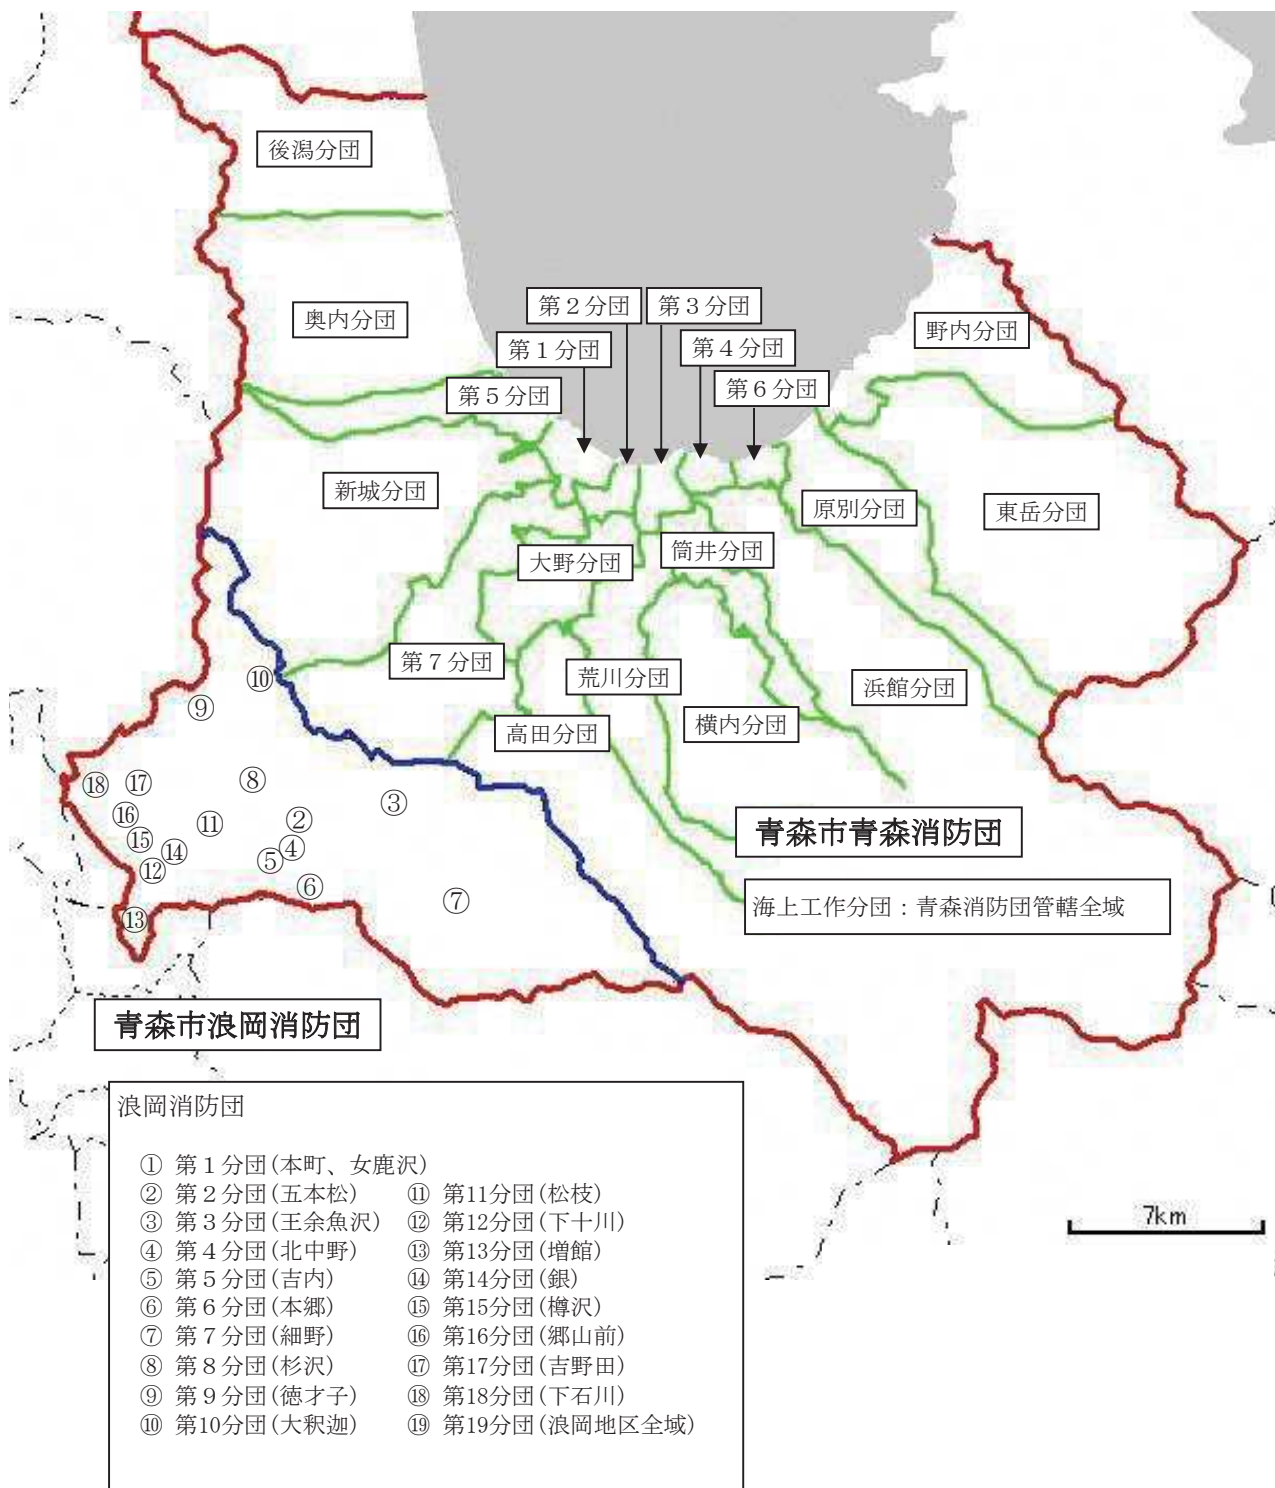 後潟分団
奥内分団
第２分団
第３分団
野内分団
第１分団
第４分団
第５分団
第６分団
新城分団
原別分団
東岳分団
大野分団
筒井分団
第７分団
荒川分団
浜館分団
高田分団
横内分団
⑩
⑨
⑱
⑰
⑧
③
⑯
⑪
②
⑮
⑭
④
⑤
⑫
⑥
⑦
⑬
青森市青森消防団
海上工作分団：青森消防団管轄全域
青森市浪岡消防団
浪岡消防団
① 第１分団(本町、女鹿沢)
② 第２分団(五本松) ⑪ 第11分団(松枝)
③ 第３分団(王余魚沢) ⑫ 第12分団(下十川)
④ 第４分団(北中野) ⑬ 第13分団(増館)
⑤ 第５分団(吉内) ⑭ 第14分団(銀)
⑥ 第６分団(本郷) ⑮ 第15分団(樽沢)
⑦ 第７分団(細野) ⑯ 第16分団(郷山前)
⑧ 第８分団(杉沢) ⑰ 第17分団(吉野田)
⑨ 第９分団(徳才子) ⑱ 第18分団(下石川)
⑩ 第10分団(大釈迦) ⑲ 第19分団(浪岡地区全域)
7km